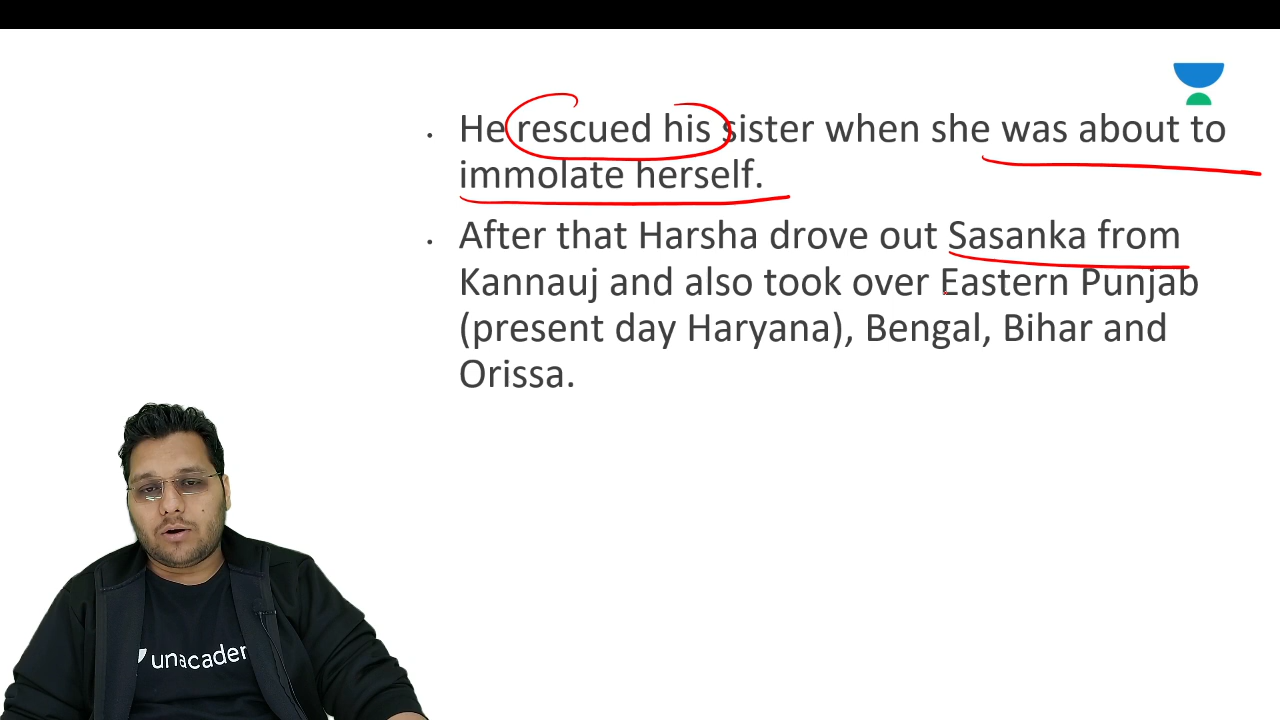 He rescued his sister when she was about to
immolate herself.
After that Harsha drove out Sasanka from
Kannauj and also took over Eastern Punjab
(present day Haryana), Bengal, Bihar and
Orissa.
unacader